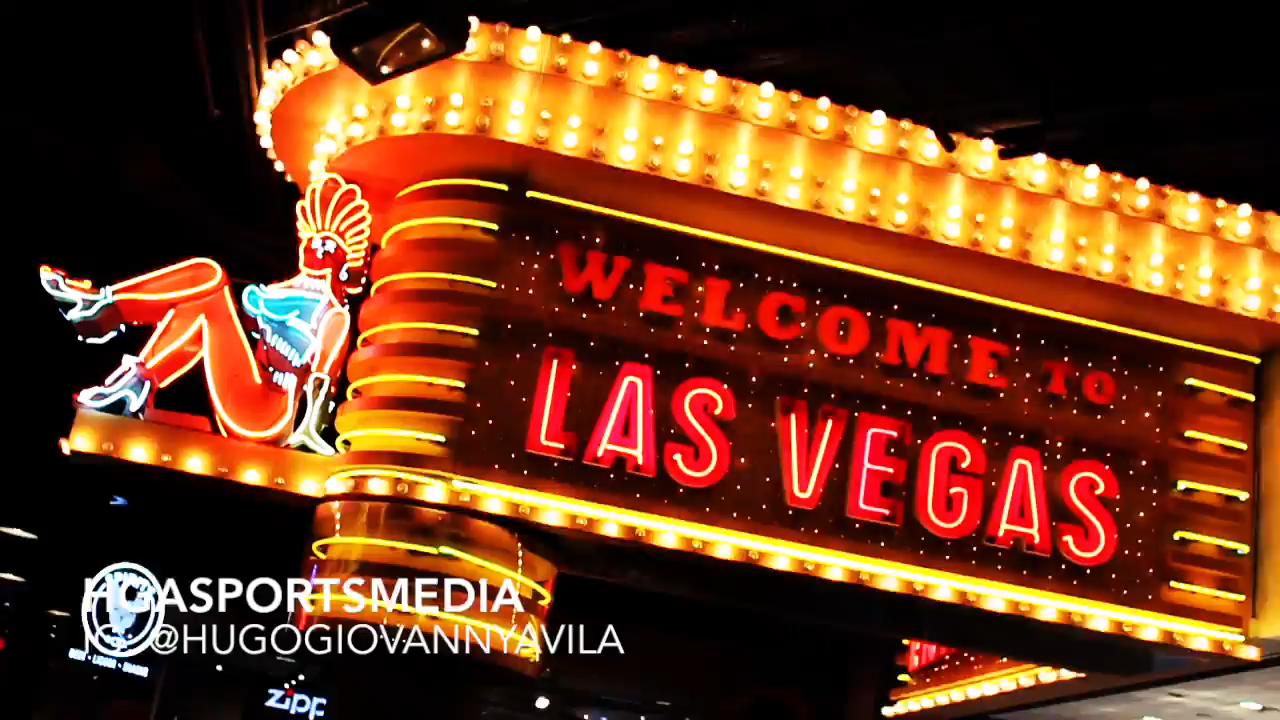 WELCOME TO
LAS VEGAS
HGASPORTSMEDIA
IG: @HUGOGIOVANNYAVILA
zipp